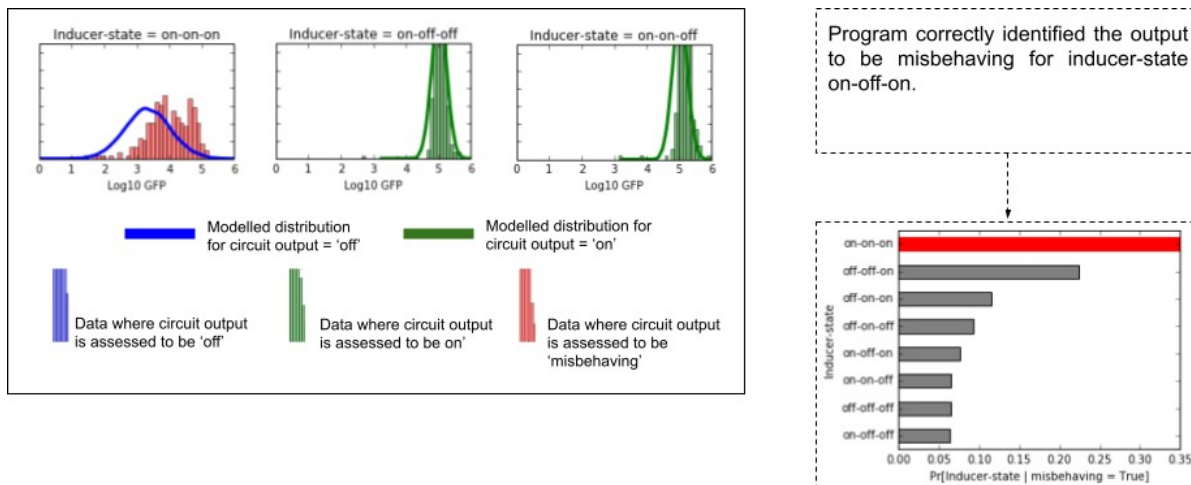 Inducer-state = on-on-on
Inducer-state = on-off-off
Inducer-state = on-on-off
0 1 2 3 4 5 6
0 1 2 3 4 5 6
0 1 2 3 4 5 6
Log10 GFP
Log10 GFP
Log10 GFP
Modelled distribution
for circuit output = ‘off’
Modelled distribution for
circuit output = ‘on’
Data where circuit output
is assessed to be ‘off’
Data where circuit output
is assessed to be on’
Data where circuit output
is assessed to be
‘misbehaving’
Program correctly identified the output
to be misbehaving for inducer-state
on-off-on.
Inducer-state
on-on-on
off-off-on
off-on-on
off-on-off
on-off-on
on-on-off
off-off-off
on-off-off
0.00 0.05 0.10 0.15 0.20 0.25 0.30 0.35
Pr[Inducer-state | misbehaving = True]